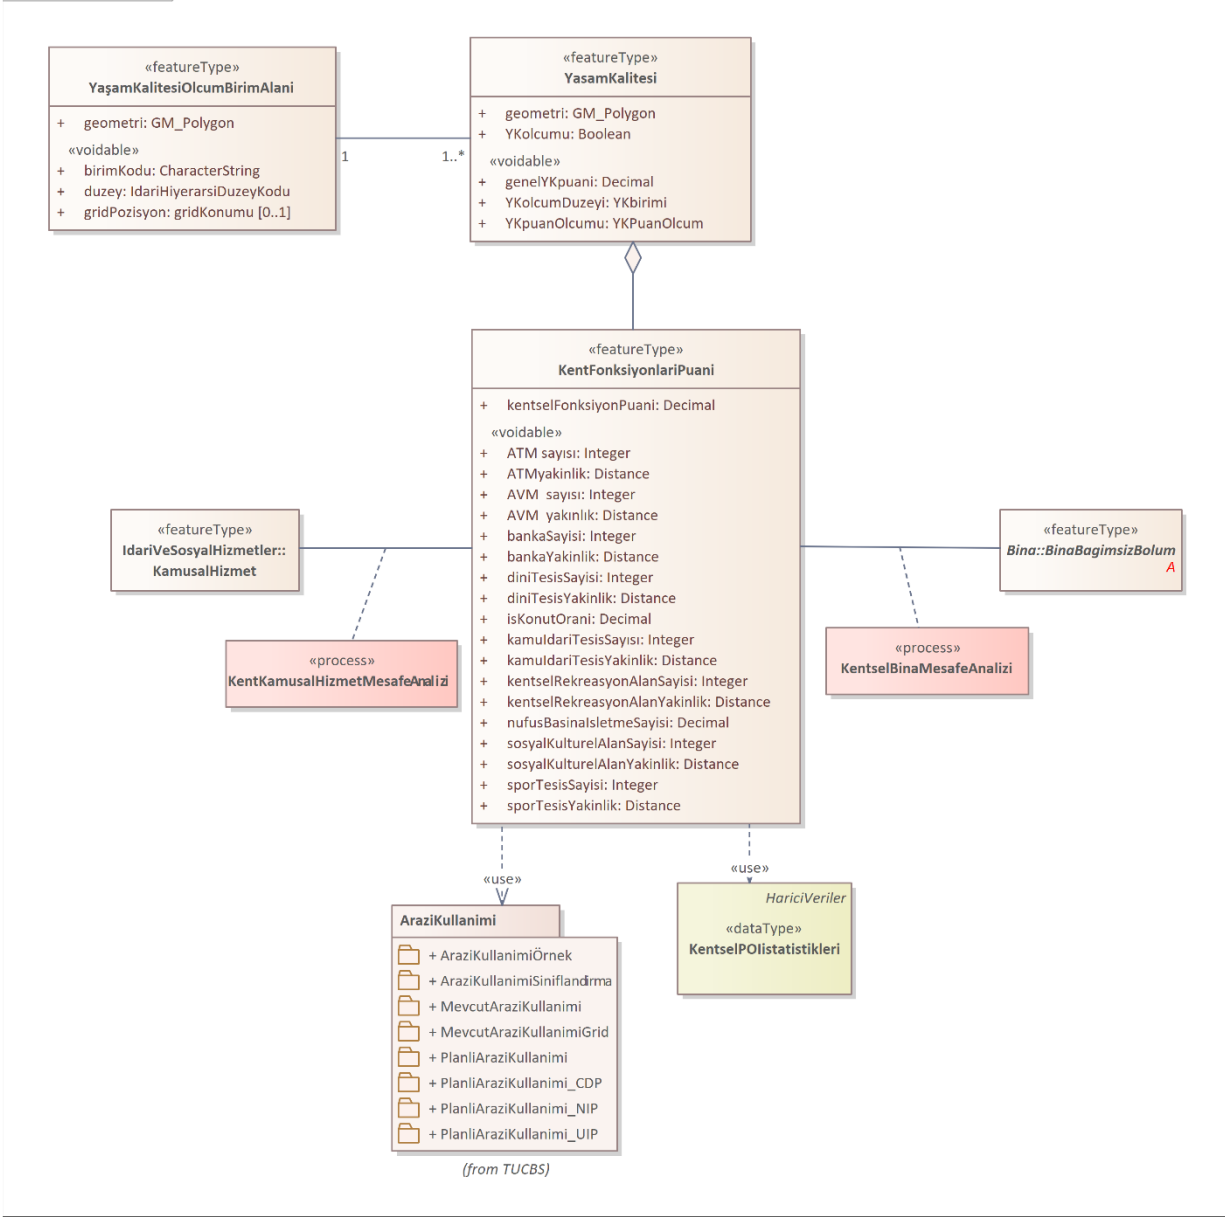 «featureType»
YaşamKalitesiOlcumBirimAlani
+ geometri: GM_Polygon
«voidable»
+ birimKodu: CharacterString
+ duzey: IdariHiyerarsiDuzeyKodu
+ gridPozisyon: gridKonumu [0..1]
1
1..*
«featureType»
YasamKalitesi
+ geometri: GM_Polygon
+ YKolcumu: Boolean
«voidable»
+ genelYKpuani: Decimal
+ YKolcumDuzeyi: YKbirimi
+ YKpuanOlcumu: YKPuanOlcum
«featureType»
KentFonksiyonlariPuani
+ kentselFonksiyonPuani: Decimal
«voidable»
+ ATM sayısı: Integer
+ ATMyakinlik: Distance
+ AVM sayısı: Integer
+ AVM yakınlık: Distance
+ bankaSayisi: Integer
+ bankaYakinlik: Distance
+ diniTesisSayisi: Integer
+ diniTesisYakinlik: Distance
+ isKonutOrani: Decimal
+ kamuIdariTesisSayısı: Integer
+ kamuIdariTesisYakinlik: Distance
+ kentselRekreasyonAlanSayisi: Integer
+ kentselRekreasyonAlanYakinlik: Distance
+ nufusBasinaIsletmeSayisi: Decimal
+ sosyalKulturelAlanSayisi: Integer
+ sosyalKulturelAlanYakinlik: Distance
+ sporTesisSayisi: Integer
+ sporTesisYakinlik: Distance
«featureType»
IdariVeSosyalHizmetler::
KamusalHizmet
«process»
KentKamusalHizmetMesafeAnalizi
«featureType»
Bina::BinaBagimsizBolum
A
«process»
KentselBinaMesafeAnalizi
«use»
«use»
AraziKullanimi
+ AraziKullanimiÖrnek
+ AraziKullanimiSiniflandirma
+ MevcutAraziKullanimi
+ MevcutAraziKullanimiGrid
+ PlanliAraziKullanimi
+ PlanliAraziKullanimi_CDP
+ PlanliAraziKullanimi_NIP
+ PlanliAraziKullanimi_UIP
(from TUCBS)
HariciVeriler
«dataType»
KentselPOIistatistikleri